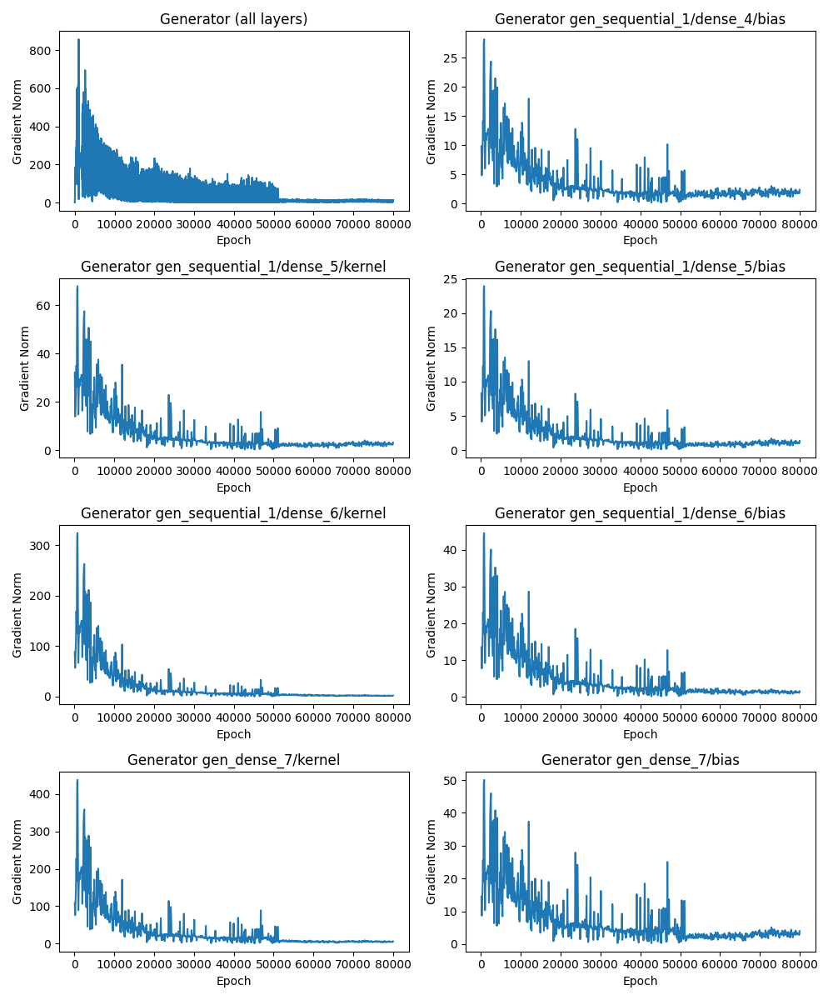 Generator (all layers)
Gradient Norm
800
600
400
200
0
0 10000 20000 30000 40000 50000 60000 70000 80000
Epoch
Generator gen_sequential_1/dense_4/bias
Gradient Norm
25
20
15
10
5
0
0 10000 20000 30000 40000 50000 60000 70000 80000
Epoch
Generator gen_sequential_1/dense_5/kernel
Gradient Norm
60
40
20
0
0 10000 20000 30000 40000 50000 60000 70000 80000
Epoch
Generator gen_sequential_1/dense_5/bias
Gradient Norm
25
20
15
10
5
0
0 10000 20000 30000 40000 50000 60000 70000 80000
Epoch
Generator gen_sequential_1/dense_6/kernel
Gradient Norm
300
200
100
0
0 10000 20000 30000 40000 50000 60000 70000 80000
Epoch
Generator gen_sequential_1/dense_6/bias
Gradient Norm
40
30
20
10
0
0 10000 20000 30000 40000 50000 60000 70000 80000
Epoch
Generator gen_dense_7/kernel
Gradient Norm
400
300
200
100
0
0 10000 20000 30000 40000 50000 60000 70000 80000
Epoch
Generator gen_dense_7/bias
Gradient Norm
50
40
30
20
10
0
0 10000 20000 30000 40000 50000 60000 70000 80000
Epoch